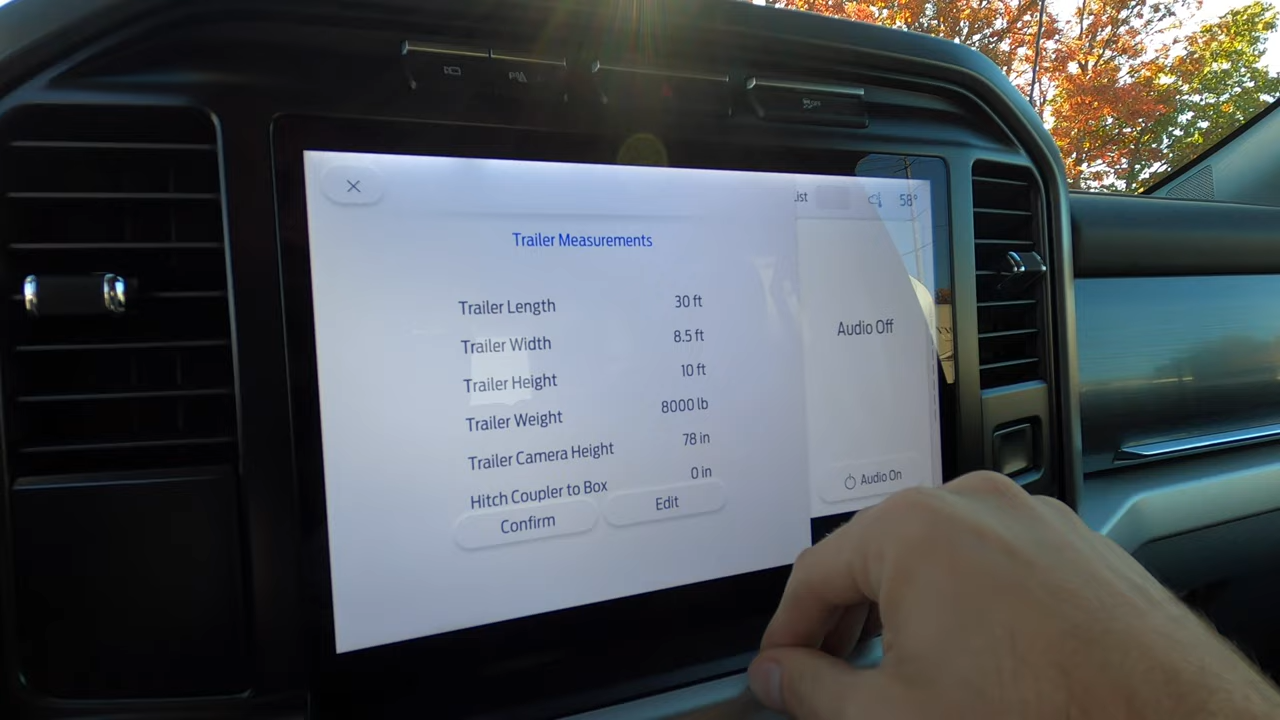 ist
58°
Trailer Measurements
Trailer Length 30 ft
Trailer Width 8.5 ft
Trailer Height 10 ft
Trailer Weight 8000 lb
Trailer Camera Height 78 in
Hitch Coupler to Box 0 in
Confirm Edit
Audio Off
Audio On